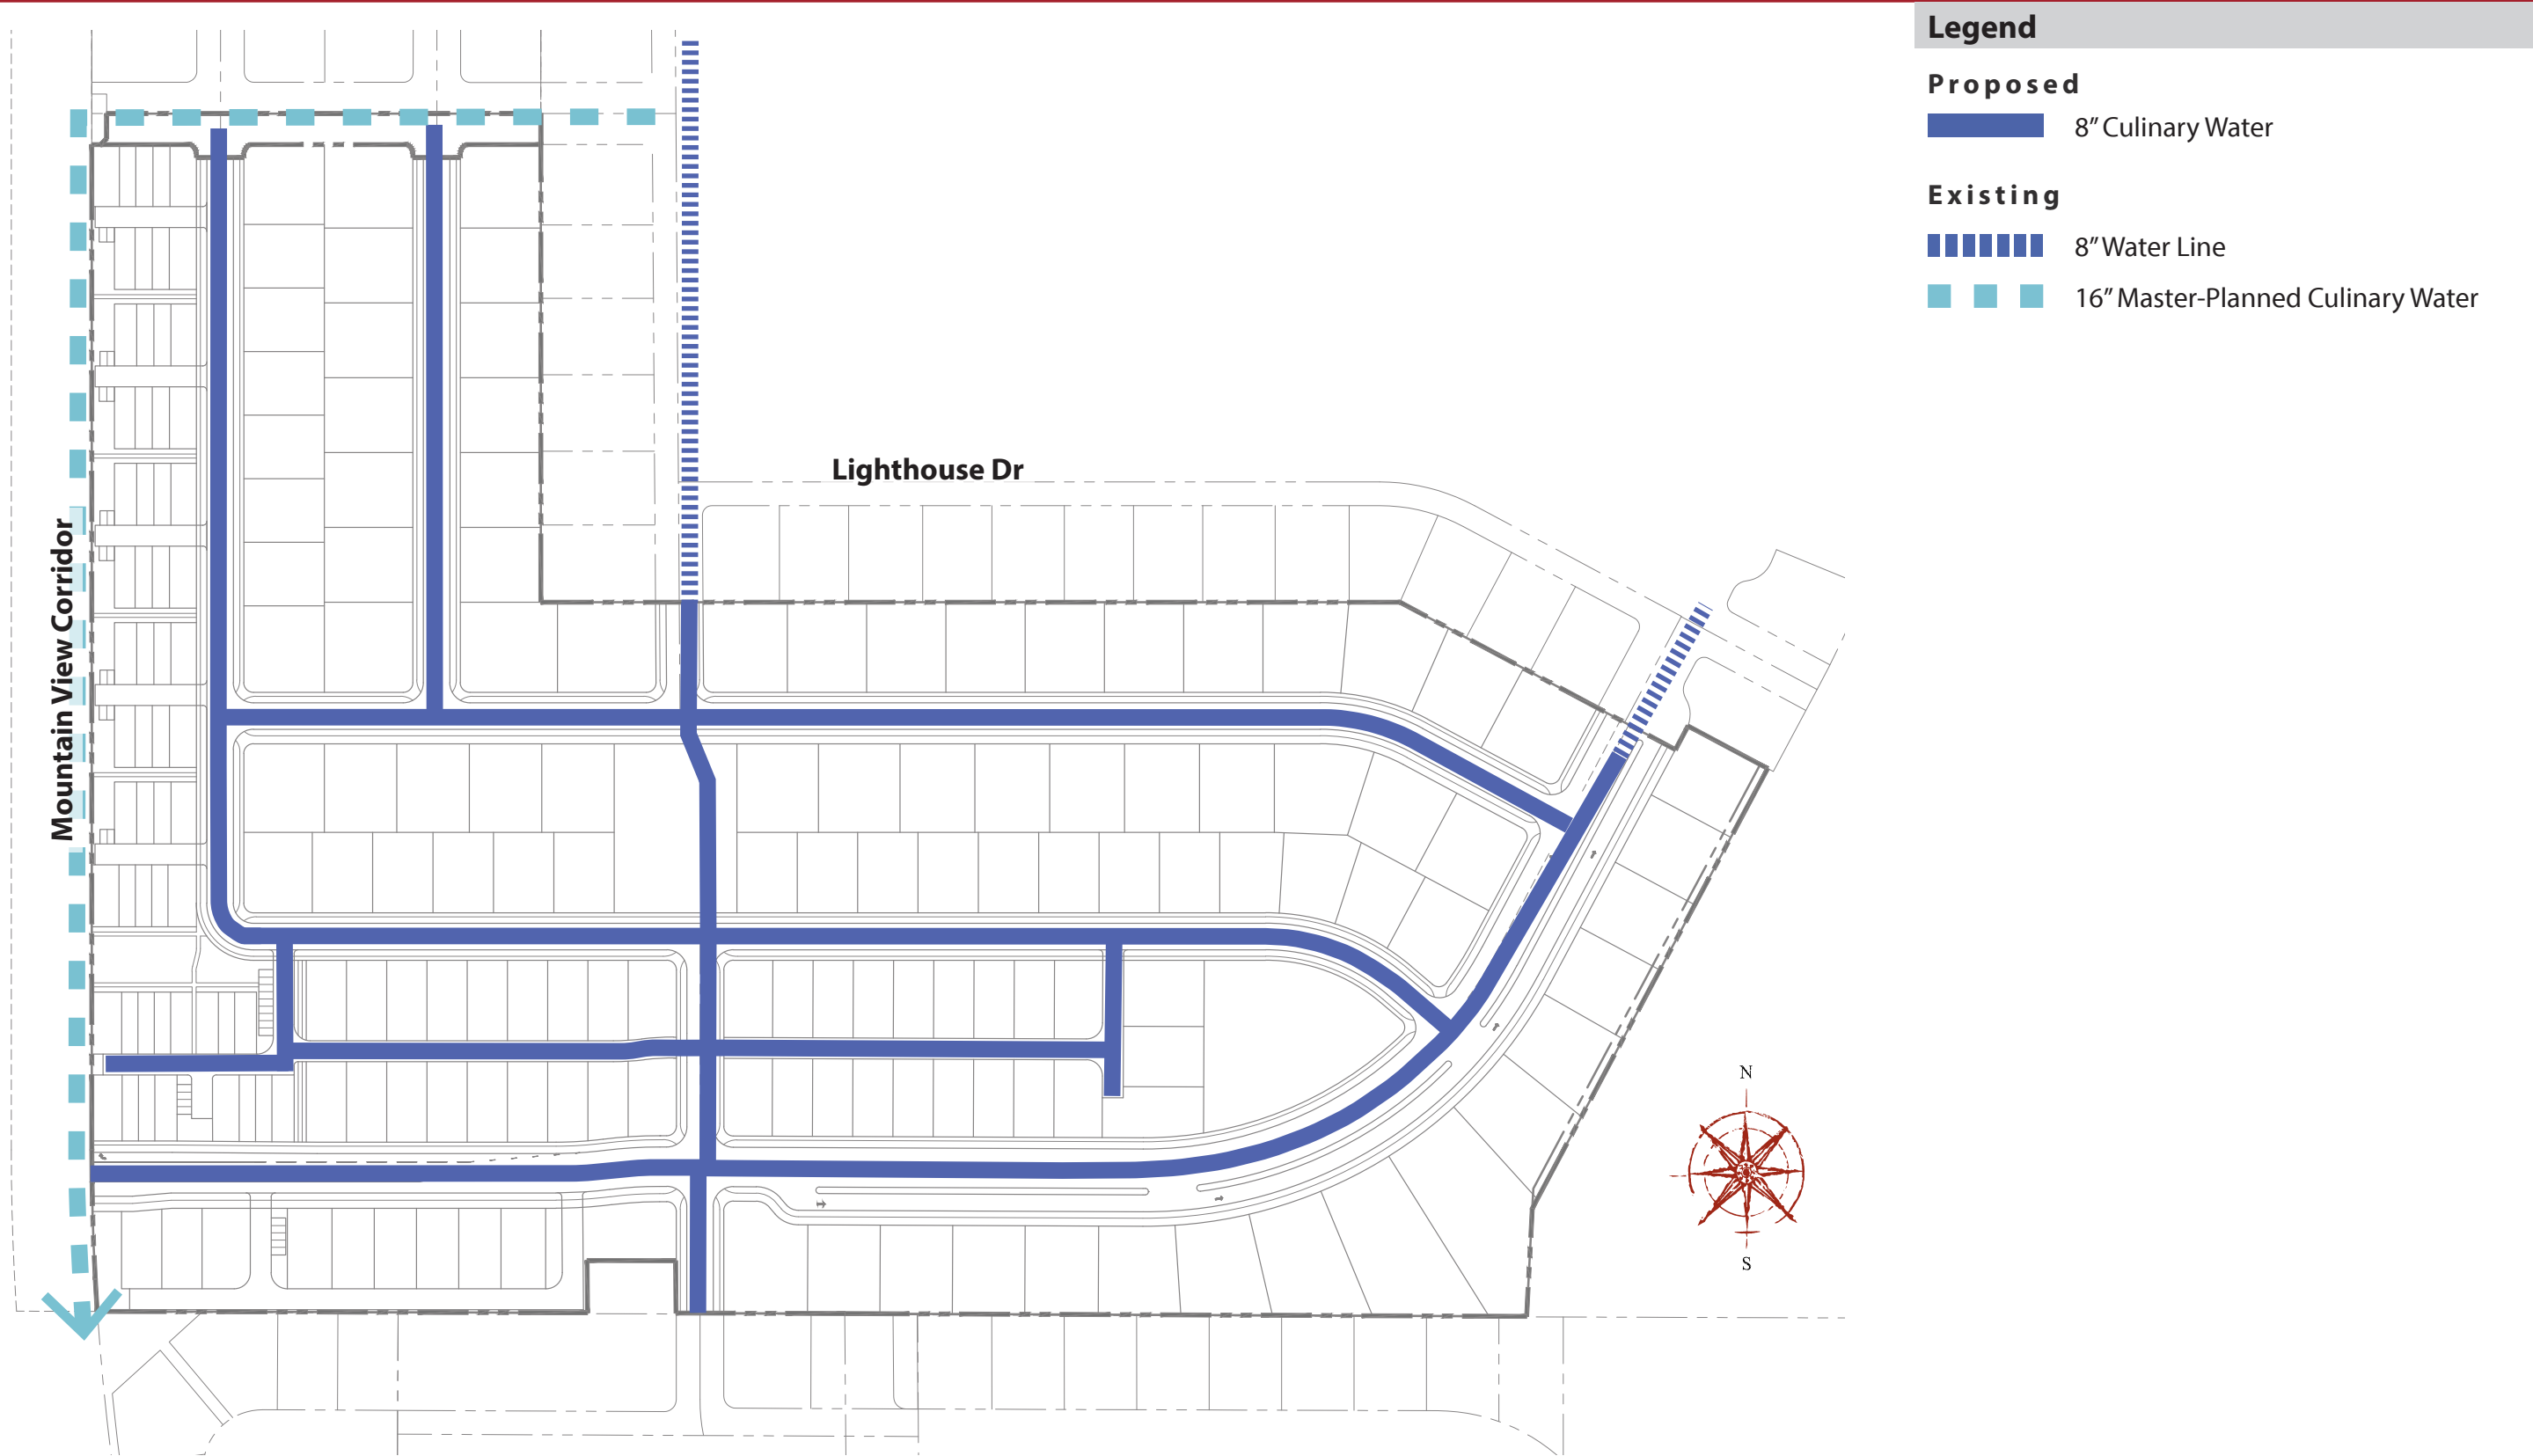 Legend
Proposed
8” Culinary Water
Existing
8” Water Line
16” Master-Planned Culinary Water
Lighthouse Dr
Mountain View Corridor
N
S